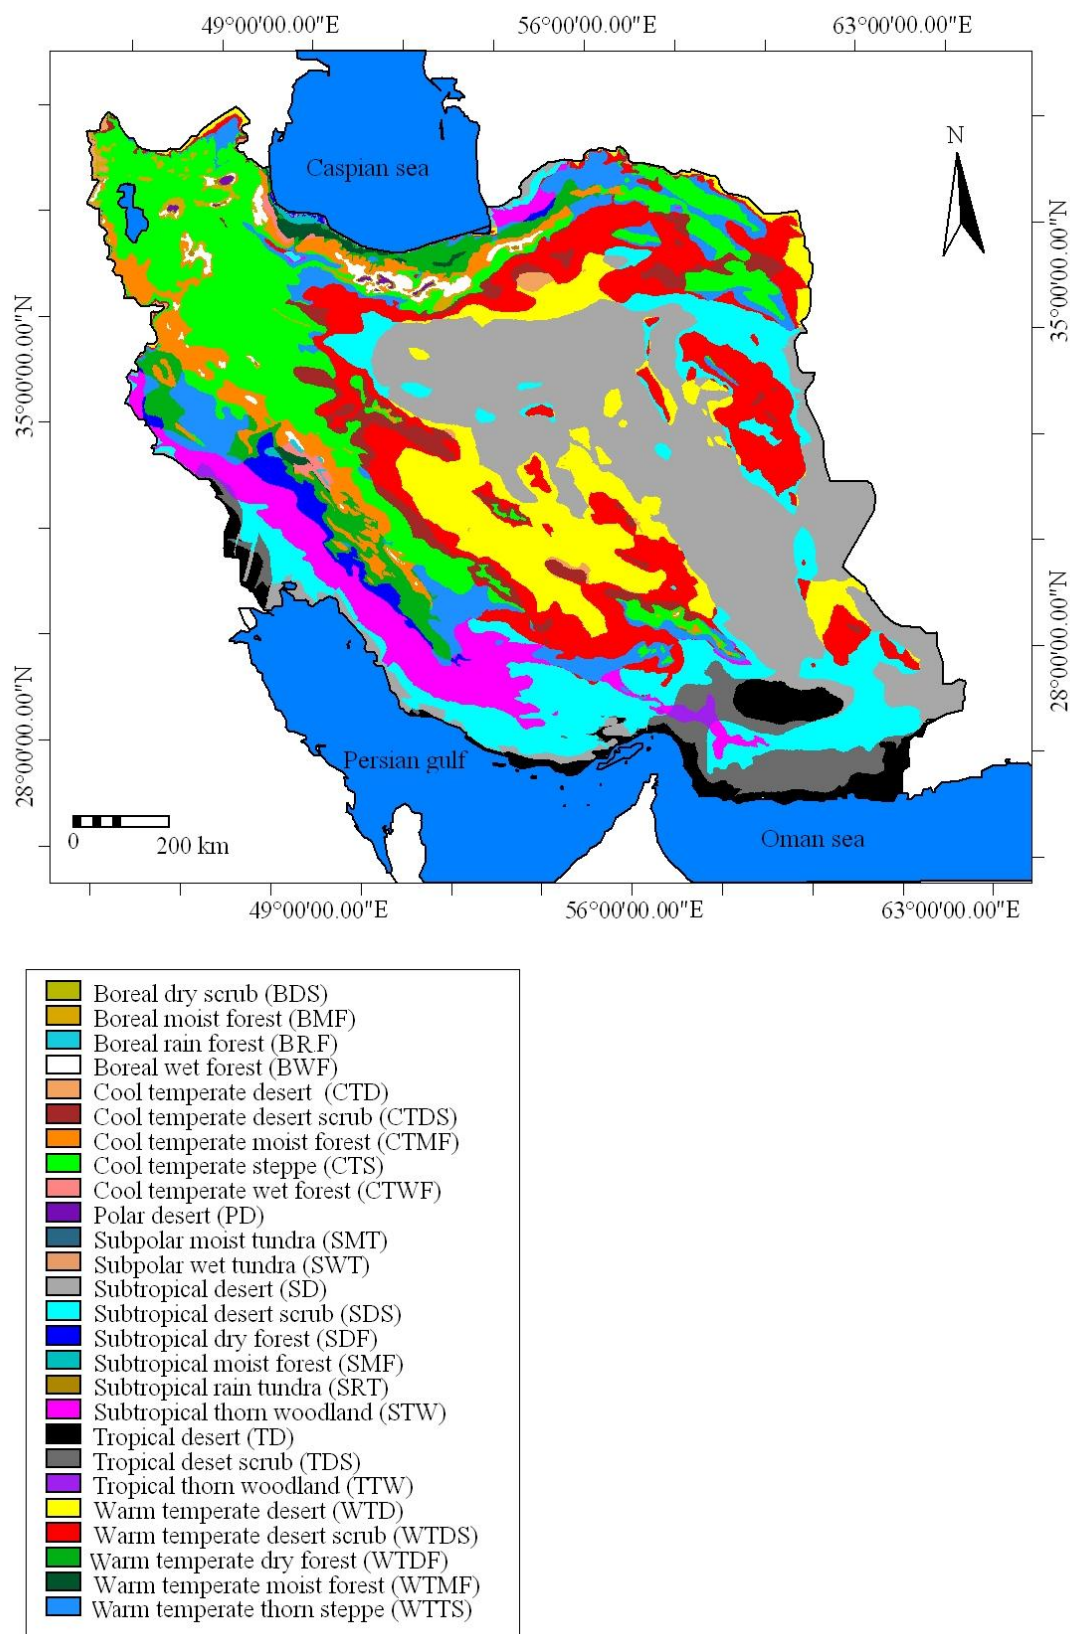 49°00'00.00"E 56°00'00.00"E 63°00'00.00"E
N
Caspian sea
35°00'00.00"N
35°00'00.00"N
28°00'00.00"N
28°00'00.00"N
Persian gulf
Oman sea
0 200 km
49°00'00.00"E 56°00'00.00"E 63°00'00.00"E
Boreal dry scrub (BDS)
Boreal moist forest (BMF)
Boreal rain forest (BRF)
Boreal wet forest (BWF)
Cool temperate desert (CTD)
Cool temperate desert scrub (CTDS)
Cool temperate moist forest (CTMF)
Cool temperate steppe (CTS)
Cool temperate wet forest (CTWF)
Polar desert (PD)
Subpolar moist tundra (SMT)
Subpolar wet tundra (SWT)
Subtropical desert (SD)
Subtropical desert scrub (SDS)
Subtropical dry forest (SDF)
Subtropical moist forest (SMF)
Subtropical rain tundra (SRT)
Subtropical thorn woodland (STW)
Tropical desert (TD)
Tropical deset scrub (TDS)
Tropical thorn woodland (TTW)
Warm temperate desert (WTD)
Warm temperate desert scrub (WTDS)
Warm temperate dry forest (WTDF)
Warm temperate moist forest (WTMF)
Warm temperate thorn steppe (WTTS)